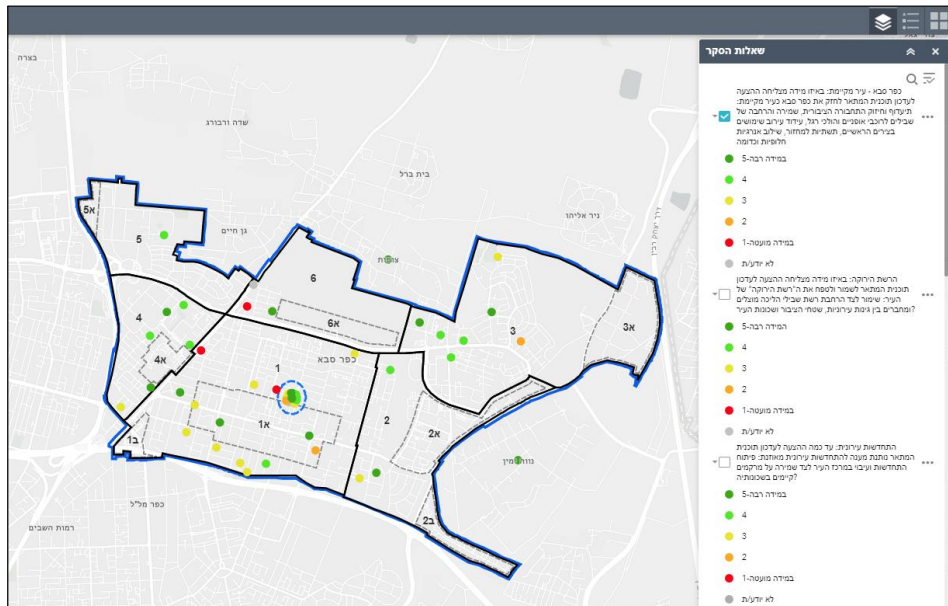 שאלות הסקר
כפר סבא - עיר מקיימת: באיזו מידה מצליחה ההצעה
לעדכון תוכנית המתאר לחזק את כפר סבא כעיר מקיימת:
תיעדוף וחיזוק התחבורה הציבורית, שמירה והרחבה של
שבילים לרוכבי אופניים והולכי רגל, עידוד עירוב שימושים
בצירים הראשיים, תשתיות למחזור, שילוב אנרגיות
חלופיות וכדומה
במידה רבה-5
4
3
2
במידה מועטה-1
לא יודע/ת
הרשת הירוקה: באיזו מידה מצליחה ההצעה לעדכון
תוכנית המתאר לשמור ולטפח את ה"רשת הירוקה" של
העיר: שימור לצד הרחבת רשת שבילי הליכה מוצלים
?ומחברים בין גינות עירוניות, שטחי הציבור ושכונות העיר
המידה רבה-5
4
3
2
במידה מועטה-1
לא יודע/ת
התחדשות עירונית: עד כמה ההצעה לעדכון תוכנית
המתאר נותנת מענה להתחדשות עירונית מאוזנת: פיתוח
התחדשות ועיבוי במרכז העיר לצד שמירה על מרקמים
?קיימים בשכונותיה
במידה רבה-5
4
3
2
במידה מועטה-1
לא יודע/ת
בצרה
שדה ורבורג
בית ברל
ניר אליהו
דרך יצחק רבין
גן חיים
צופית
א5
5
6
א6
3
א3
4
א4
כפר סבא
1
א1
ב1
2
א2
ב2
נווה ימין
כפר מל"ל
רמות השבים